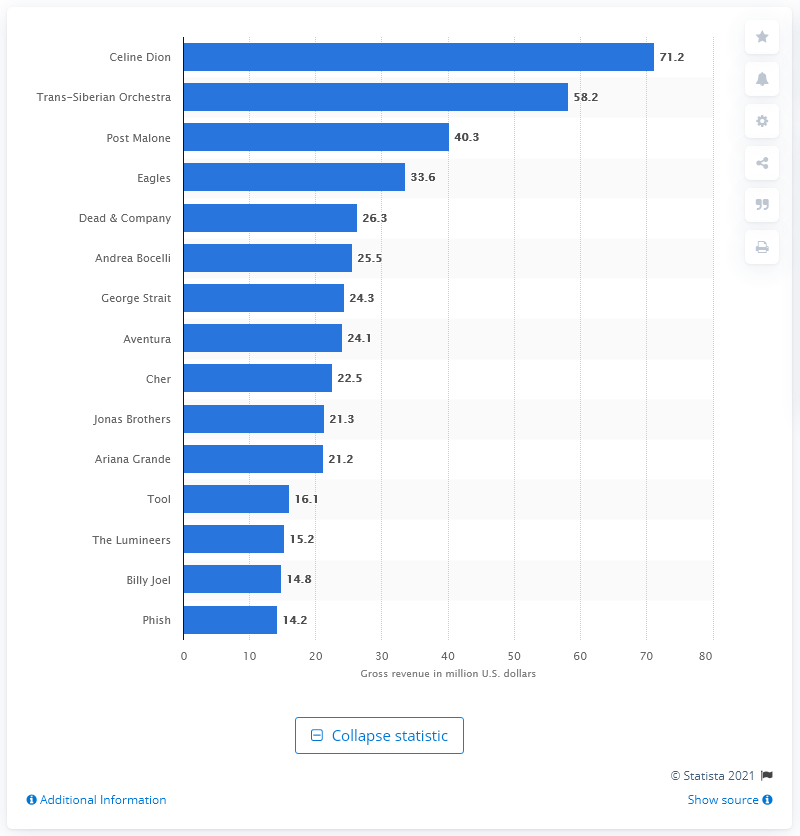 Celine Dion 71.2
Trans-Siberian Orchestra 58.2
Post Malone 40.3
Eagles 33.6
Dead & Company 26.3
Andrea Bocelli 25.5
George Strait 24.3
Aventura 24.1
Cher 22.5
Jonas Brothers 21.3
Ariana Grande 21.2
Tool 16.1
The Lumineers 15.2
Billy Joel 14.8
Phish 14.2
0 10 20 30 40 50 60 70 80
Gross revenue in million U.S. dollars
Collapse statistic
© Statista 2021
Additional Information
Show source